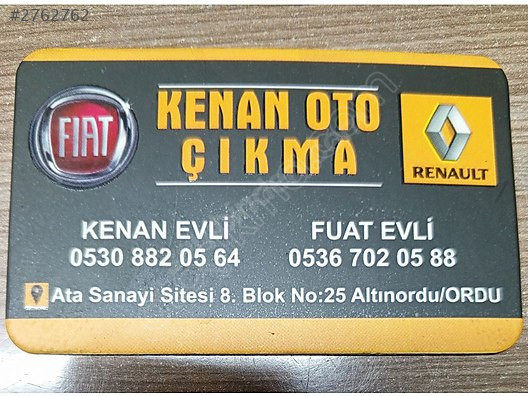 #2762762
KENAN OTO
ÇIKMA
FIAT
RENAULT
KENAN EVLİ
0530 882 05 64
FUAT EVLİ
0536 702 05 88
Ata Sanayi Sitesi 8. Blok No:25 Altınordu/ORDU